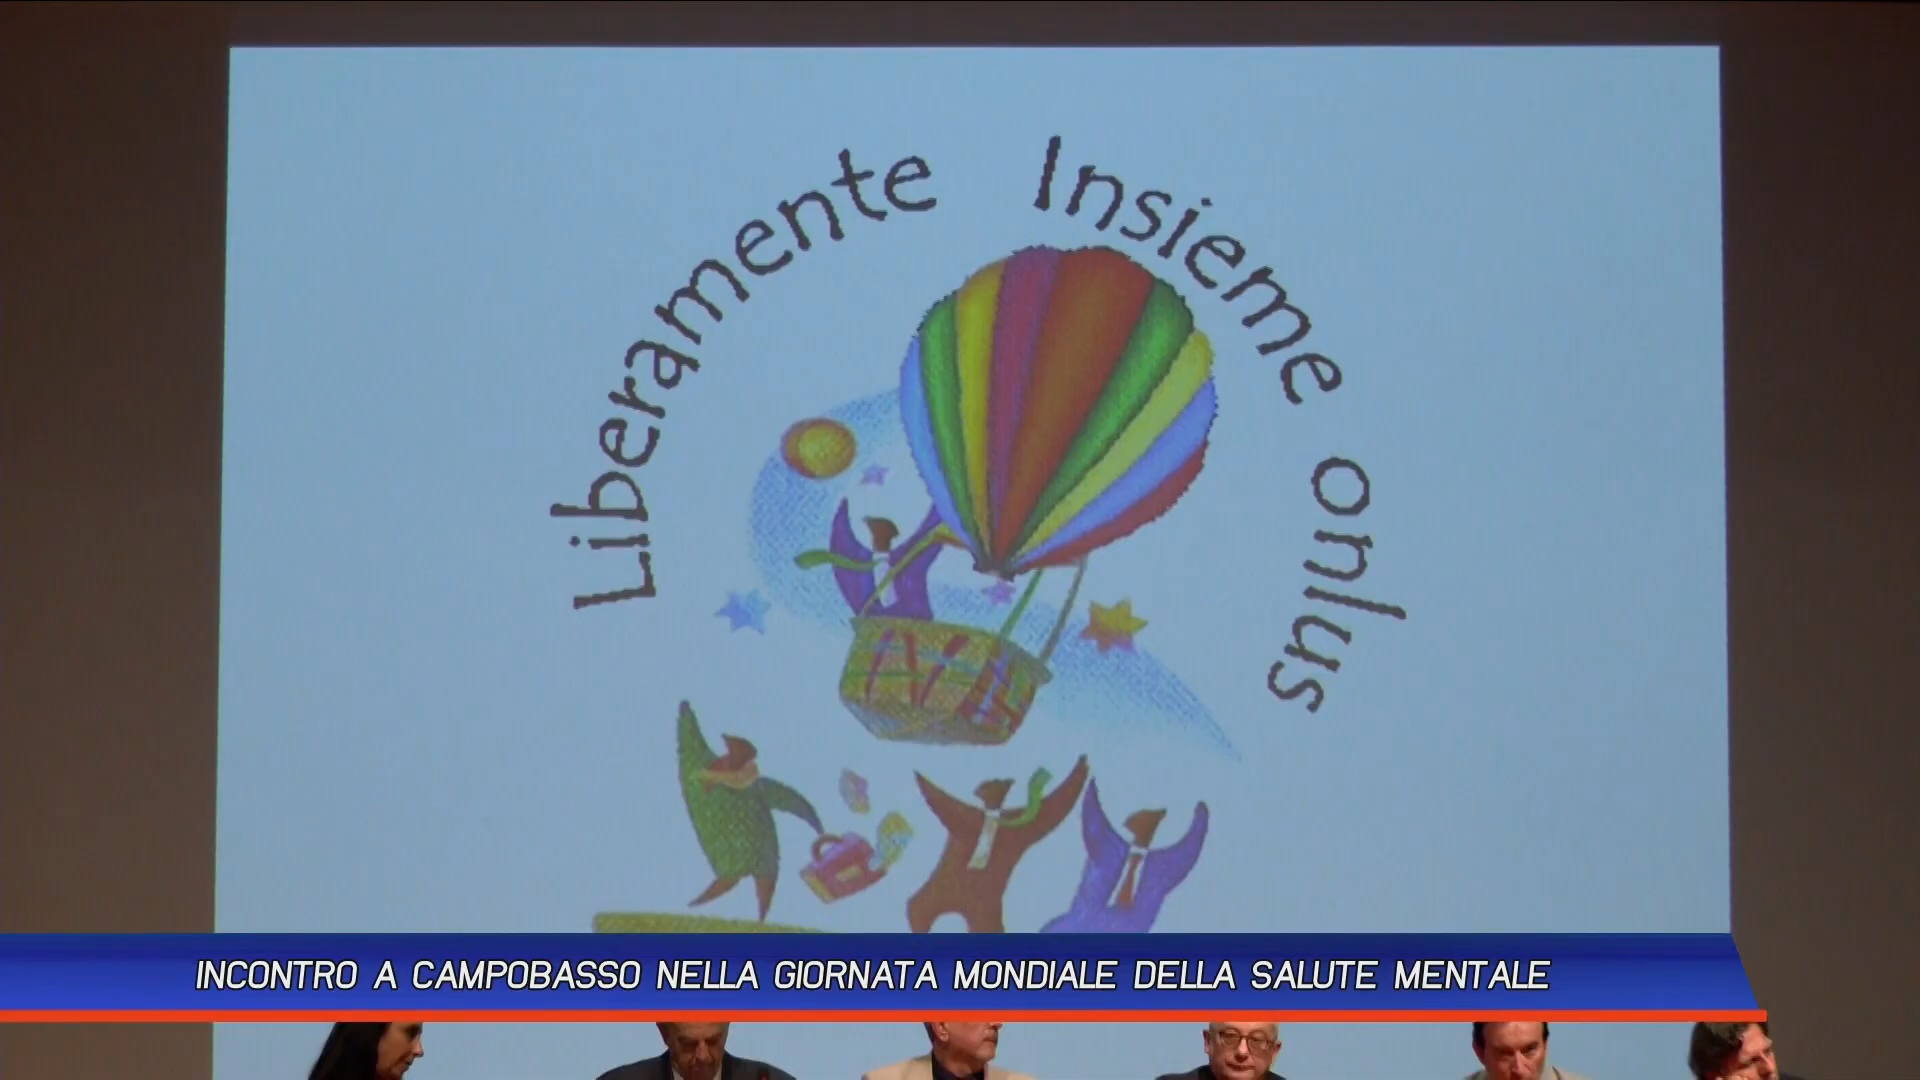 Liberamente Insieme onlus
INCONTRO A CAMPOBASSO NELLA GIORNATA MONDIALE DELLA SALUTE MENTALE